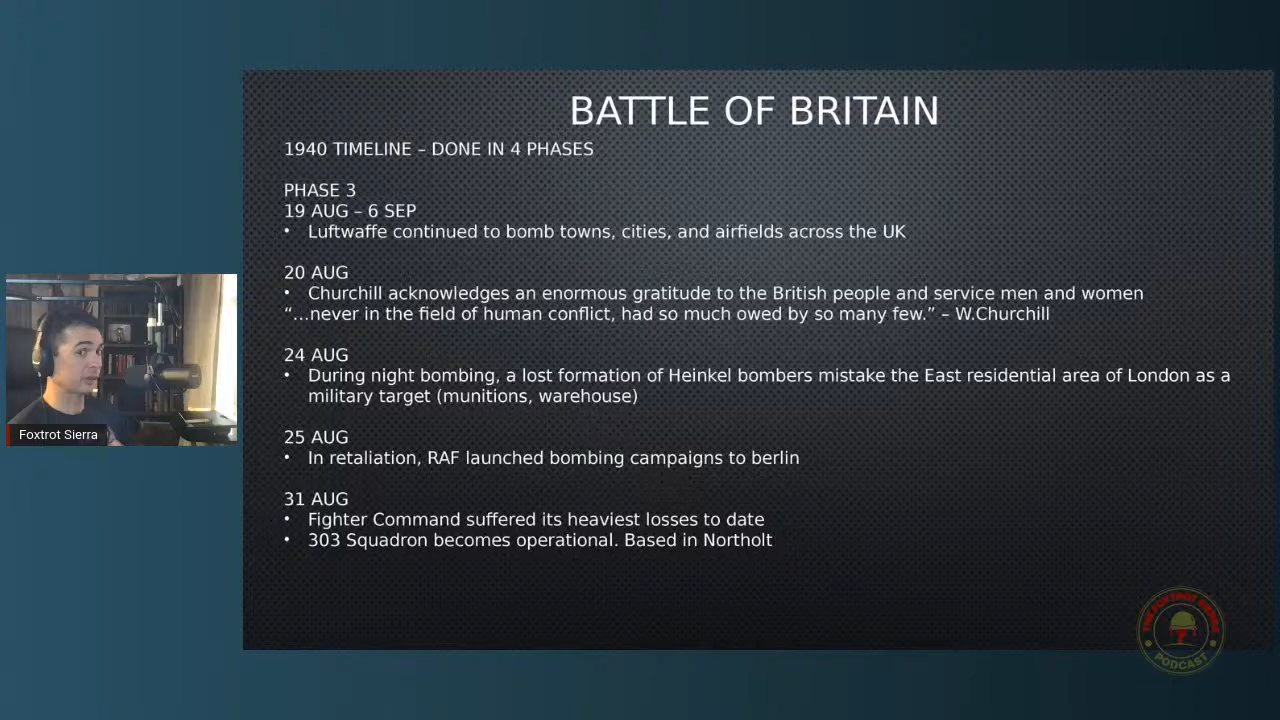 BATTLE OF BRITAIN
1940 TIMELINE – DONE IN 4 PHASES
PHASE 3
19 AUG – 6 SEP
• Luftwaffe continued to bomb towns, cities, and airfields across the UK
20 AUG
• Churchill acknowledges an enormous gratitude to the British people and service men and women
“…never in the field of human conflict, had so much owed by so many few.” – W.Churchill
24 AUG
• During night bombing, a lost formation of Heinkel bombers mistake the East residential area of London as a
military target (munitions, warehouse)
25 AUG
• In retaliation, RAF launched bombing campaigns to berlin
31 AUG
• Fighter Command suffered its heaviest losses to date
• 303 Squadron becomes operational. Based in Northolt
Foxtrot Sierra
THE FOXTROT SIERRA
PODCAST